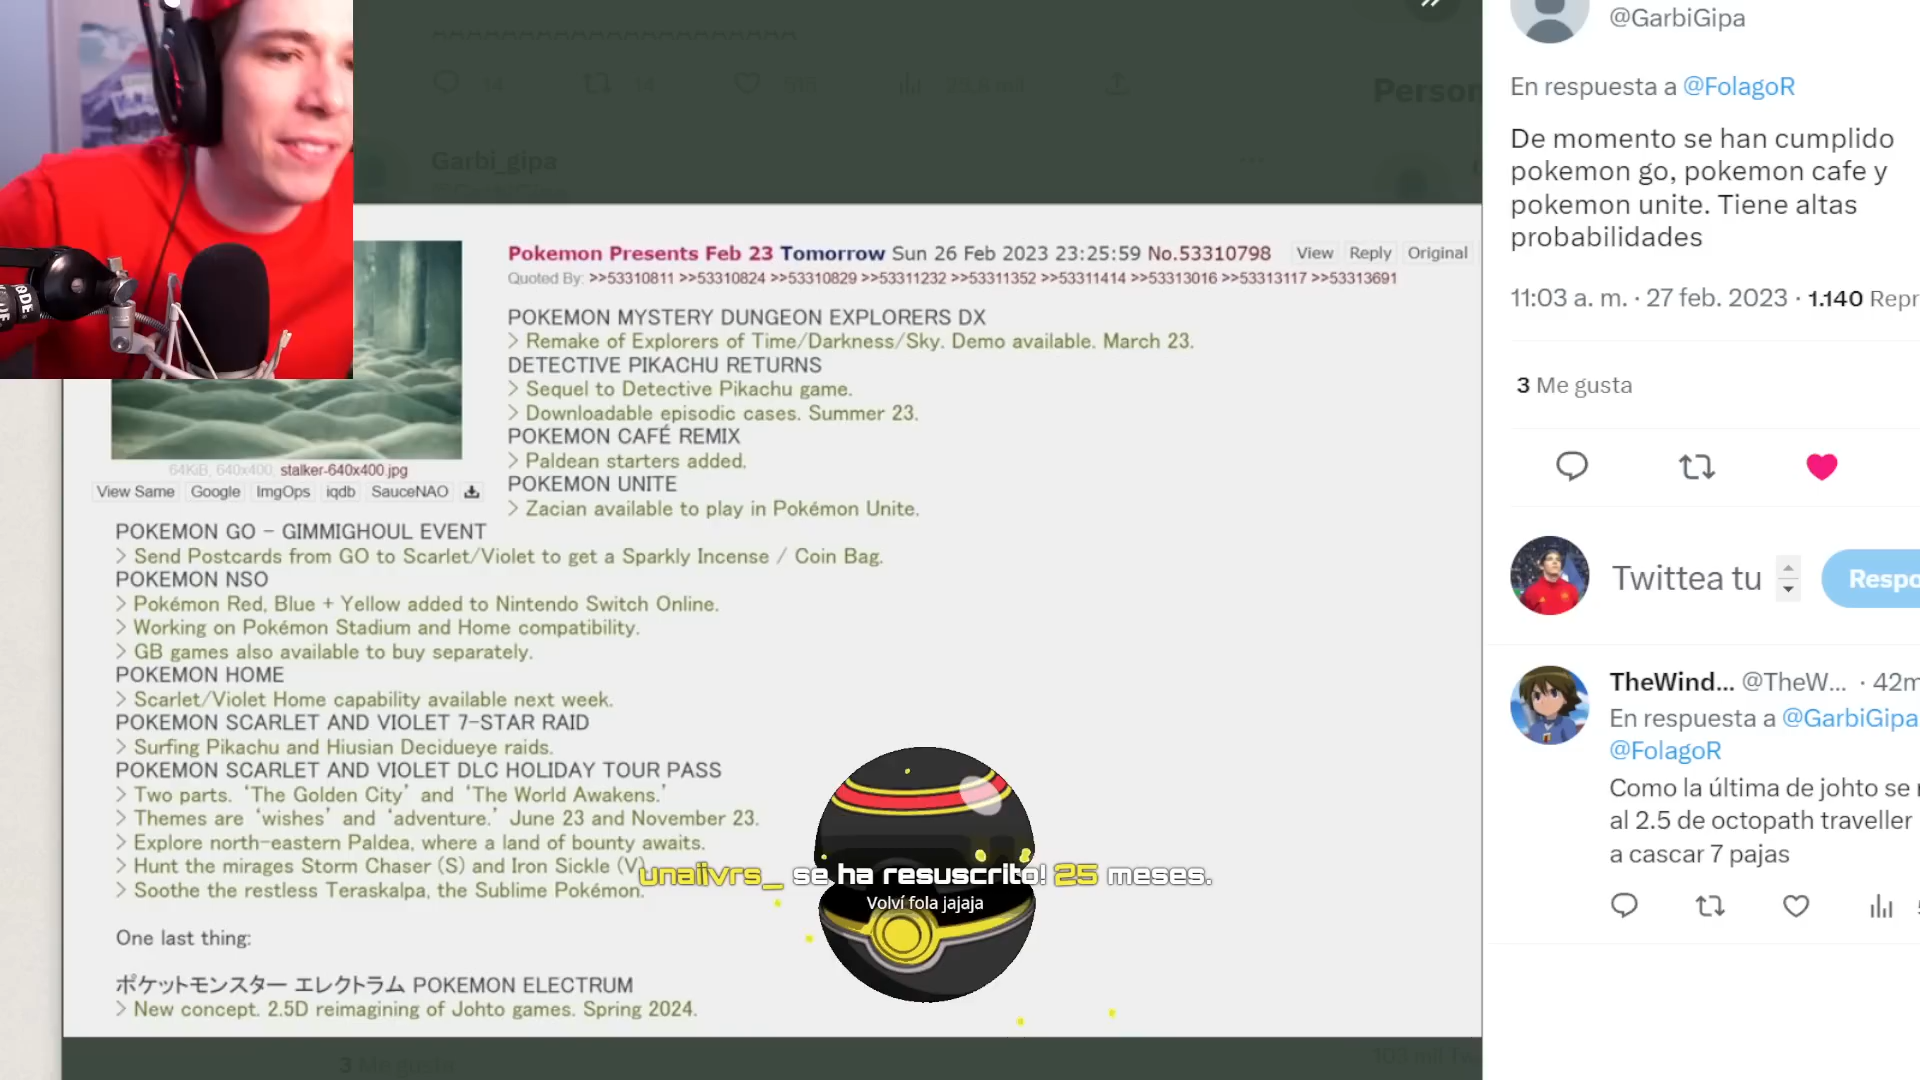 Garbi_gipa
Pokemon Presents Feb 23 Tomorrow Sun 26 Feb 2023 23:25:59 No.53310798 View Reply Original
Quoted By: >>53310811 >>53310824 >>53310829 >>53311232 >>53311352 >>53311414 >>53313016 >>53313117 >>53313691
POKEMON MYSTERY DUNGEON EXPLORERS DX
> Remake of Explorers of Time/Darkness/Sky. Demo available. March 23.
DETECTIVE PIKACHU RETURNS
> Sequel to Detective Pikachu game.
> Downloadable episodic cases. Summer 23.
POKEMON CAFÉ REMIX
> Paldean starters added.
POKEMON UNITE
> Zacian available to play in Pokémon Unite.
64KiB, 640x400, stalker-640x400.jpg
View Same Google ImgOps iqdb SauceNAO
POKEMON GO - GIMMIGHOUL EVENT
> Send Postcards from GO to Scarlet/Violet to get a Sparkly Incense / Coin Bag.
POKEMON NSO
> Pokémon Red, Blue + Yellow added to Nintendo Switch Online.
> Working on Pokémon Stadium and Home compatibility.
> GB games also available to buy separately.
POKEMON HOME
> Scarlet/Violet Home capability available next week.
POKEMON SCARLET AND VIOLET 7-STAR RAID
> Surfing Pikachu and Hiusian Decidueye raids.
POKEMON SCARLET AND VIOLET DLC HOLIDAY TOUR PASS
> Two parts. ‘The Golden City’ and ‘The World Awakens.’
> Themes are ‘wishes’ and ‘adventure.’ June 23 and November 23.
> Explore north-eastern Paldea, where a land of bounty awaits.
> Hunt the mirages Storm Chaser (S) and Iron Sickle (V)
> Soothe the restless Teraskalpa, the Sublime Pokémon.
One last thing:
ポケットモンスター エレクトラム POKEMON ELECTRUM
> New concept. 2.5D reimagining of Johto games. Spring 2024.
unaiivrs_ se ha resuscrito! 25 meses.
Volví fola jajaja
3 Me gusta
@GarbiGipa
En respuesta a @FolagoR
De momento se han cumplido
pokemon go, pokemon cafe y
pokemon unite. Tiene altas
probabilidades
11:03 a. m. · 27 feb. 2023 · 1.140 Repr
3 Me gusta
Twittea tu
Respo
TheWind... @TheW... · 42m
En respuesta a @GarbiGipa
@FolagoR
Como la última de johto se
al 2.5 de octopath traveller
a cascar 7 pajas